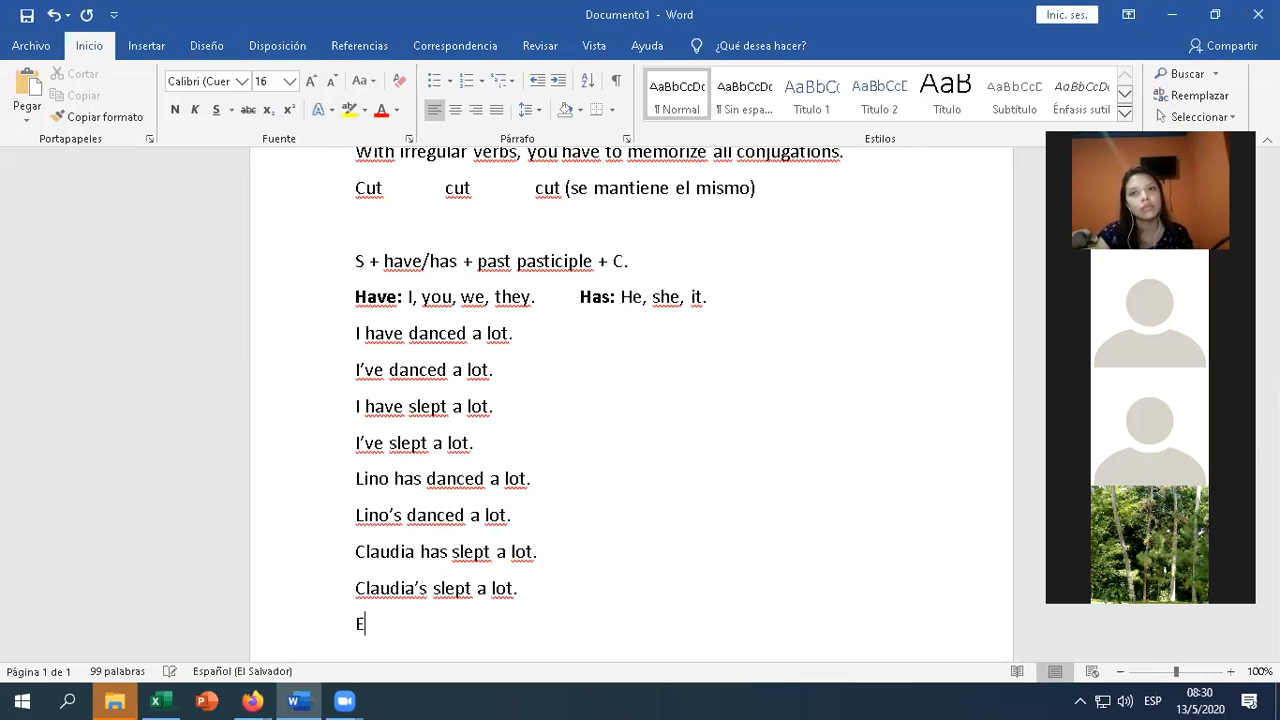 Documento1 - Word
Inic. ses.
Archivo Inicio Insertar Diseño Disposición Referencias Correspondencia Revisar Vista Ayuda ¿Qué desea hacer? Compartir
Pegar
Cortar
Copiar
Copiar formato
Portapapeles
Calibri (Cuer 16
N K S abc x₂ x²
Fuente
Párrafo
AaBbCcDc AaBbCcDc AaBbCc AaBbCcD AaB AaBbCcD AaBbCcDc
¶ Normal ¶ Sin espa... Título 1 Título 2 Título Subtítulo Énfasis sutil
Estilos
Buscar
Reemplazar
Seleccionar
With irregular verbs, you have to memorize all conjugations.
Cut cut cut (se mantiene el mismo)
S + have/has + past pasticiple + C.
Have: I, you, we, they. Has: He, she, it.
I have danced a lot.
I’ve danced a lot.
I have slept a lot.
I’ve slept a lot.
Lino has danced a lot.
Lino’s danced a lot.
Claudia has slept a lot.
Claudia’s slept a lot.
E
Página 1 de 1 99 palabras Español (El Salvador) 100%
ESP
08:30
13/5/2020